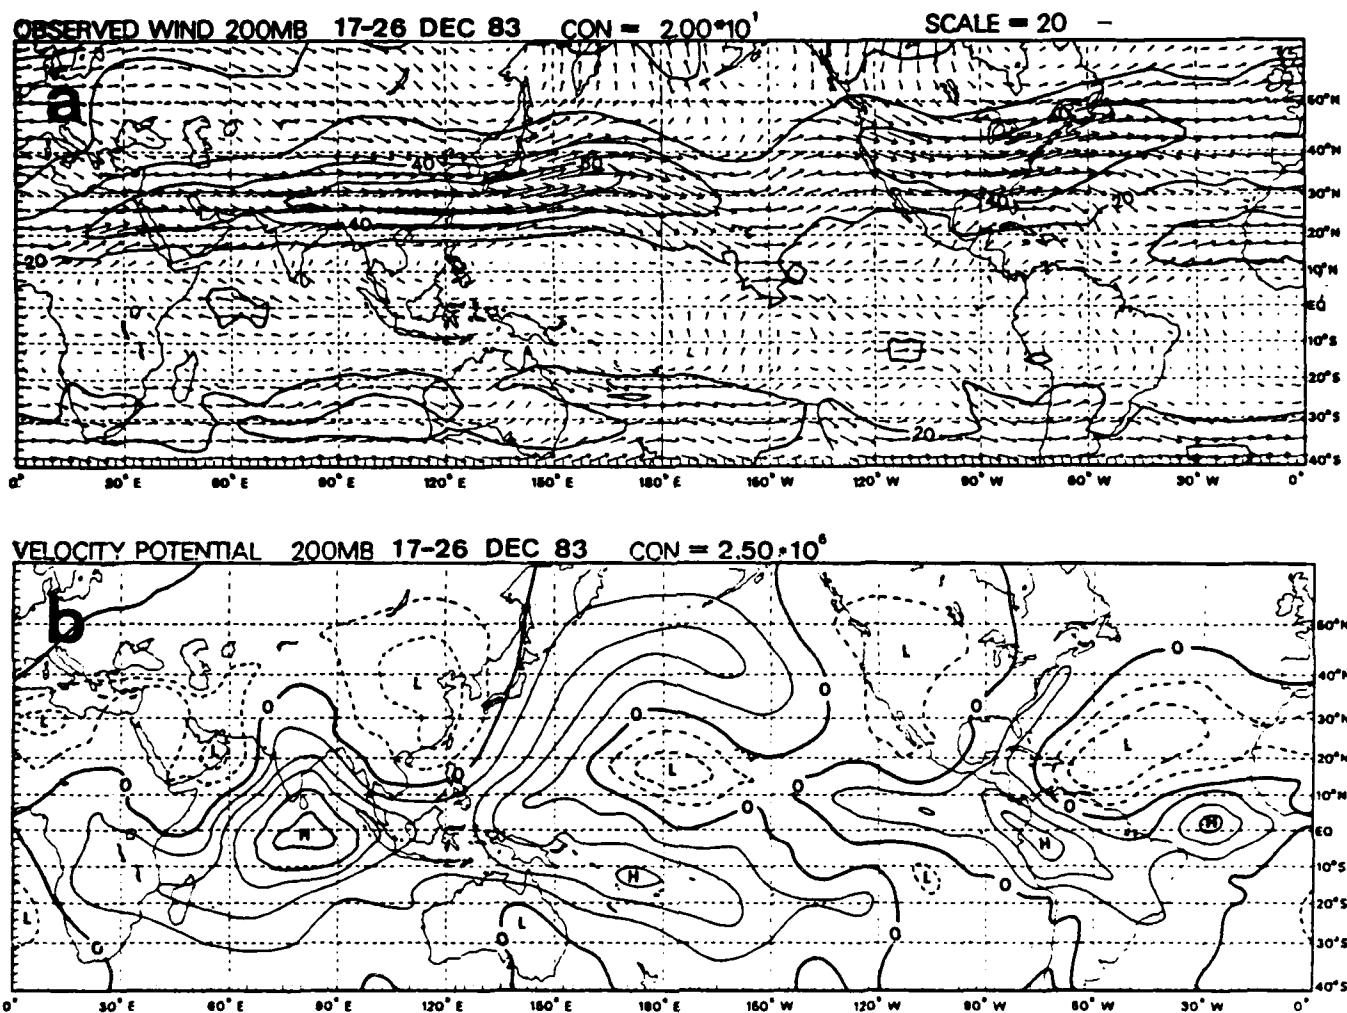 OBSERVED WIND 200MB 17-26 DEC 83 CON = 2.00*10¹ SCALE = 20
a
60°N
40
60
40°N
30°N
40
20
40
20°N
20
10°N
EQ
10°S
20°S
30°S
20
40°S
0° 30° E 60° E 90° E 120° E 150° E 180° E 150° W 120° W 90° W 60° W 30° W 0°
VELOCITY POTENTIAL 200MB 17-26 DEC 83 CON = 2.50*10⁶
b
60°N
0
L
40°N
L
0
0
0
0
30°N
L
L
L
L
20°N
0
0
0
0
0
10°N
H
H
EQ
H
H
L
0
10°S
L
L
20°S
0
0
0
30°S
40°S
0° 30° E 60° E 90° E 120° E 150° E 180° E 150° W 120° W 90° W 60° W 30° W 0°